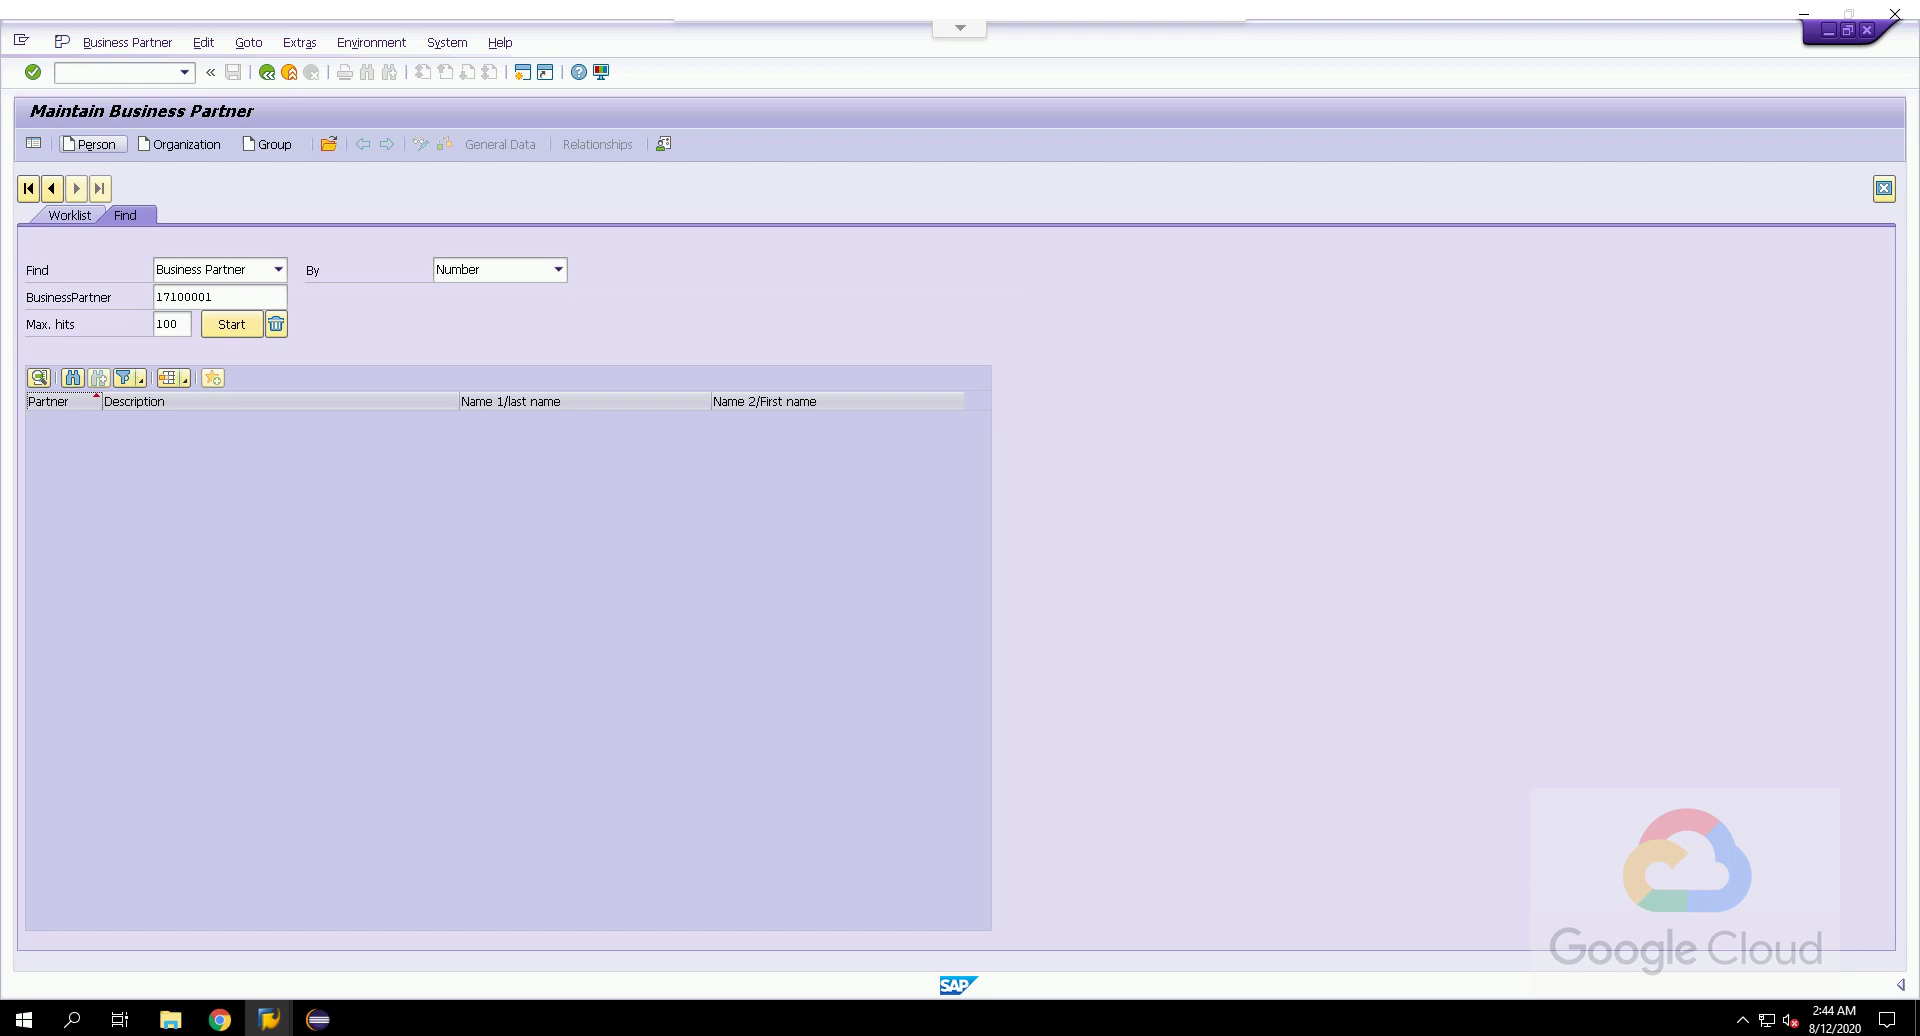 Business Partner Edit Goto Extras Environment System Help
Maintain Business Partner
Person Organization Group General Data Relationships
Worklist Find
Find Business Partner By Number
BusinessPartner 17100001
Max. hits 100 Start
Partner Description Name 1/last name Name 2/First name
Google Cloud
SAP
2:44 AM
8/12/2020